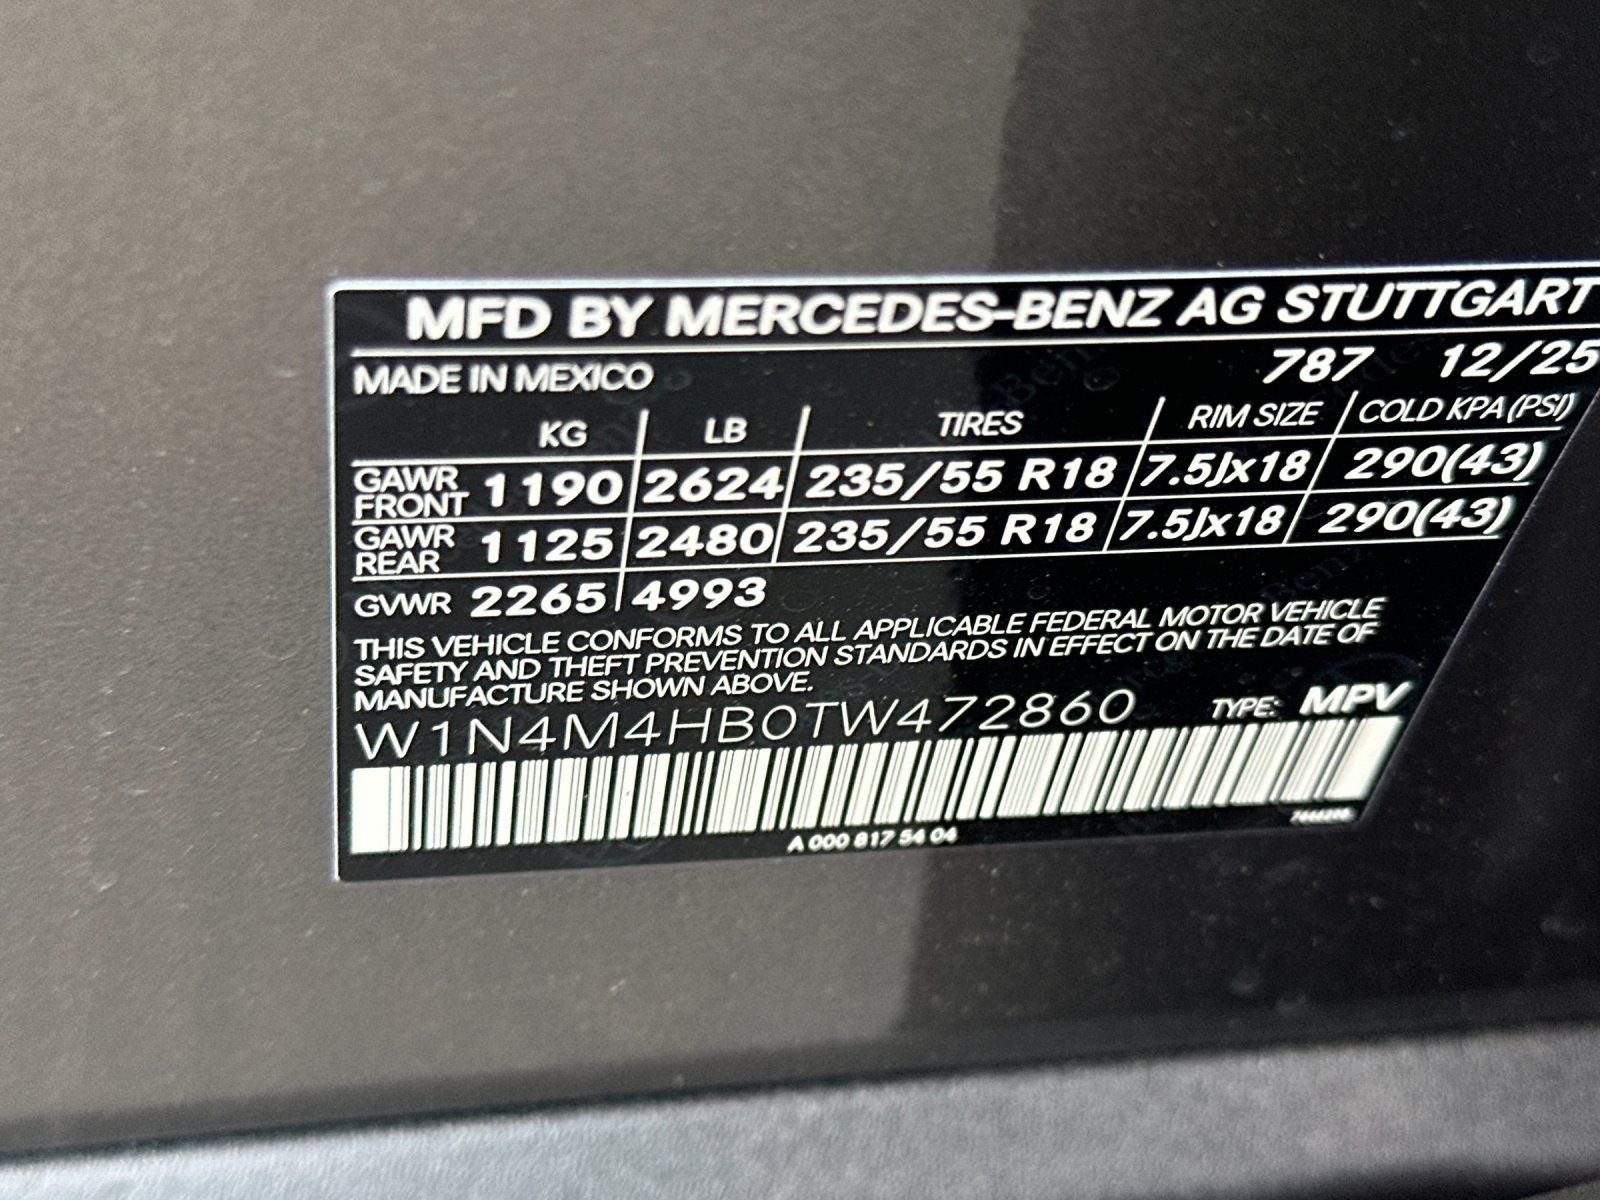 MFD BY MERCEDES-BENZ AG STUTTGART
MADE IN MEXICO 787 12/25
KG LB TIRES RIM SIZE COLD KPA (PSI)
GAWR FRONT 1190 2624 235/55 R18 7.5Jx18 290(43)
GAWR REAR 1125 2480 235/55 R18 7.5Jx18 290(43)
GVWR 2265 4993
THIS VEHICLE CONFORMS TO ALL APPLICABLE FEDERAL MOTOR VEHICLE
SAFETY AND THEFT PREVENTION STANDARDS IN EFFECT ON THE DATE OF
MANUFACTURE SHOWN ABOVE.
W1N4M4HB0TW472860 TYPE: MPV
A 000 817 54 04